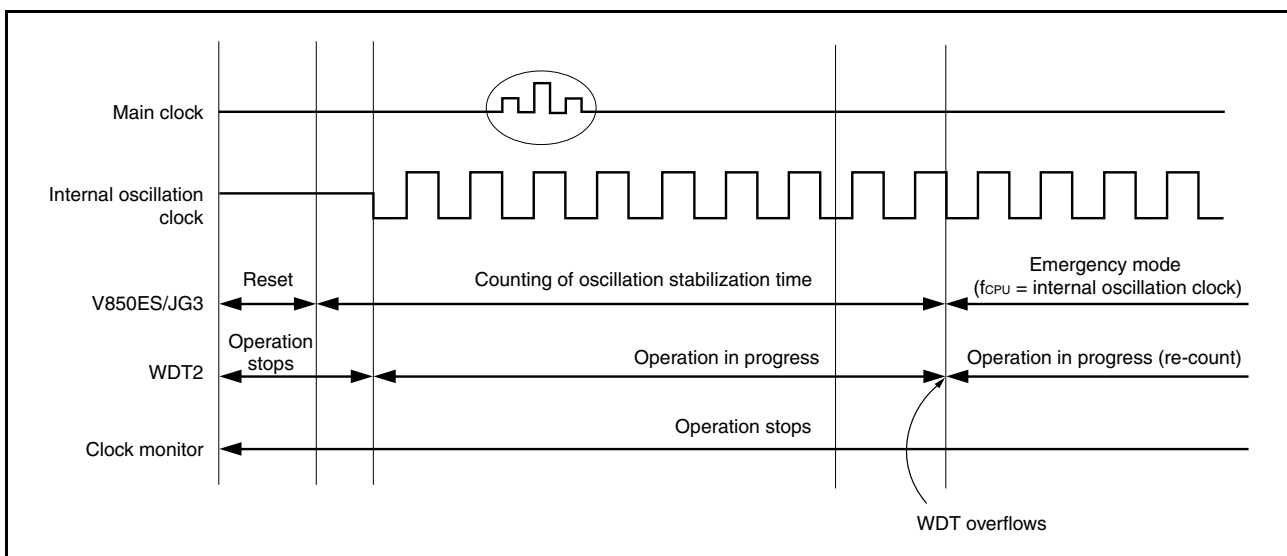 Main clock
Internal oscillation
clock
V850ES/JG3
Reset
Counting of oscillation stabilization time
Emergency mode
(fCPU = internal oscillation clock)
WDT2
Operation
stops
Operation in progress
Operation in progress (re-count)
Clock monitor
Operation stops
WDT overflows